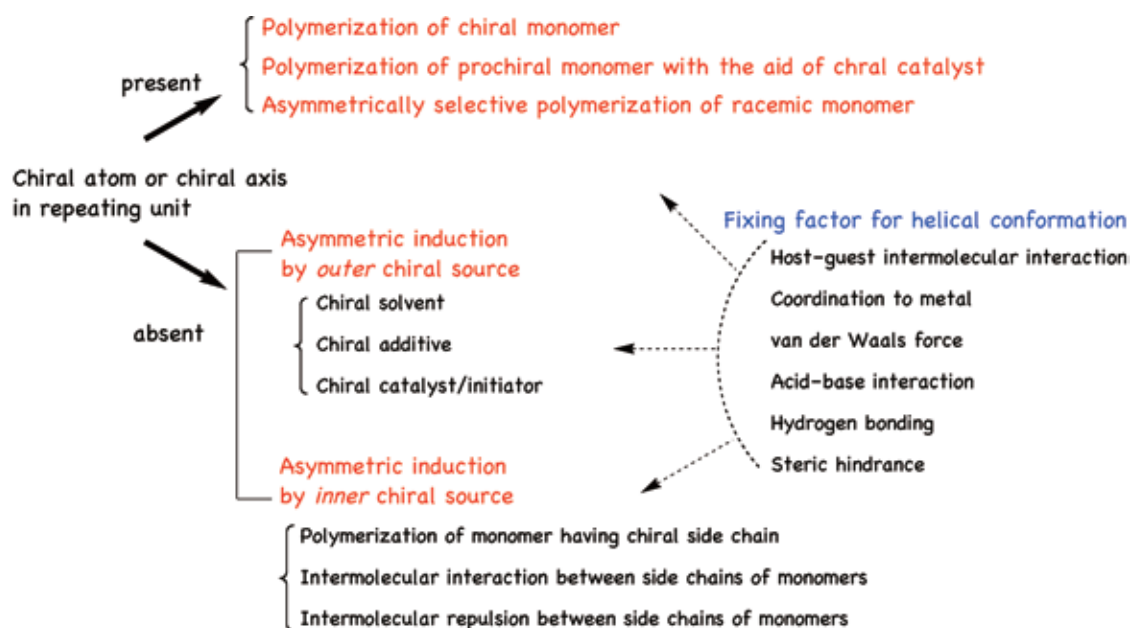 Polymerization of chiral monomer
Polymerization of prochiral monomer with the aid of chral catalyst
Asymmetrically selective polymerization of racemic monomer
present
Chiral atom or chiral axis
in repeating unit
absent
Asymmetric induction
by outer chiral source
Chiral solvent
Chiral additive
Chiral catalyst/initiator
Asymmetric induction
by inner chiral source
Polymerization of monomer having chiral side chain
Intermolecular interaction between side chains of monomers
Intermolecular repulsion between side chains of monomers
Fixing factor for helical conformation
Host-guest intermolecular interaction
Coordination to metal
van der Waals force
Acid-base interaction
Hydrogen bonding
Steric hindrance